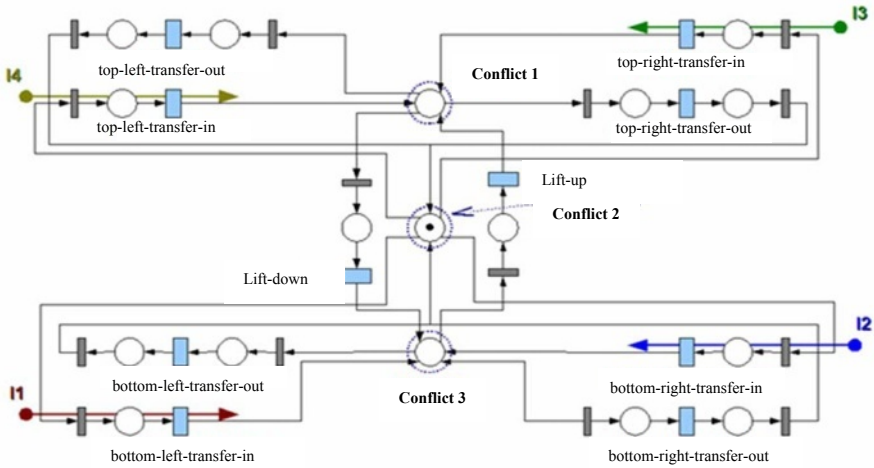 I3
top-left-transfer-out
Conflict 1
top-right-transfer-in
I4
top-left-transfer-in
top-right-transfer-out
Lift-up
Conflict 2
Lift-down
I2
bottom-left-transfer-out
bottom-right-transfer-in
Conflict 3
I1
bottom-left-transfer-in
bottom-right-transfer-out